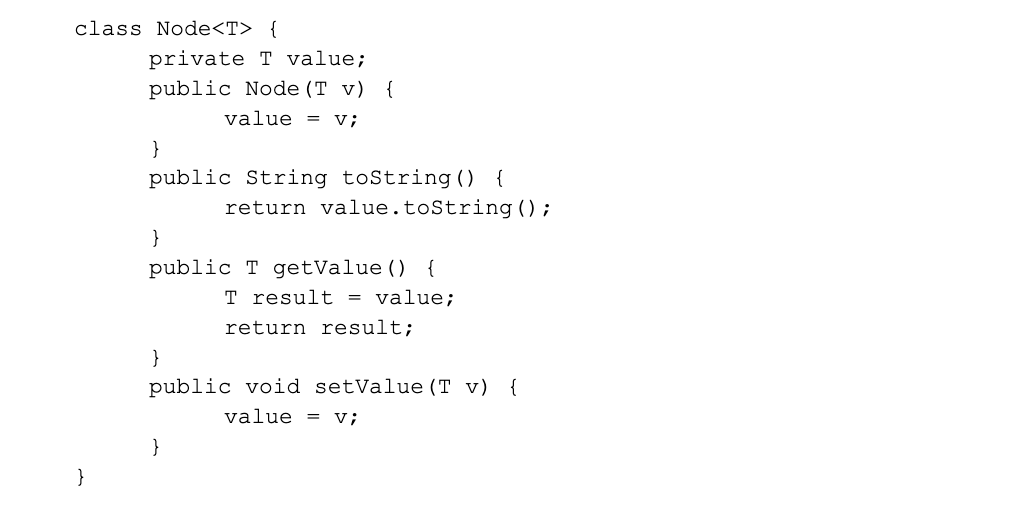 class Node<T> {
private T value;
public Node(T v) {
value = v;
}
public String toString() {
return value.toString();
}
public T getValue() {
T result = value;
return result;
}
public void setValue(T v) {
value = v;
}
}